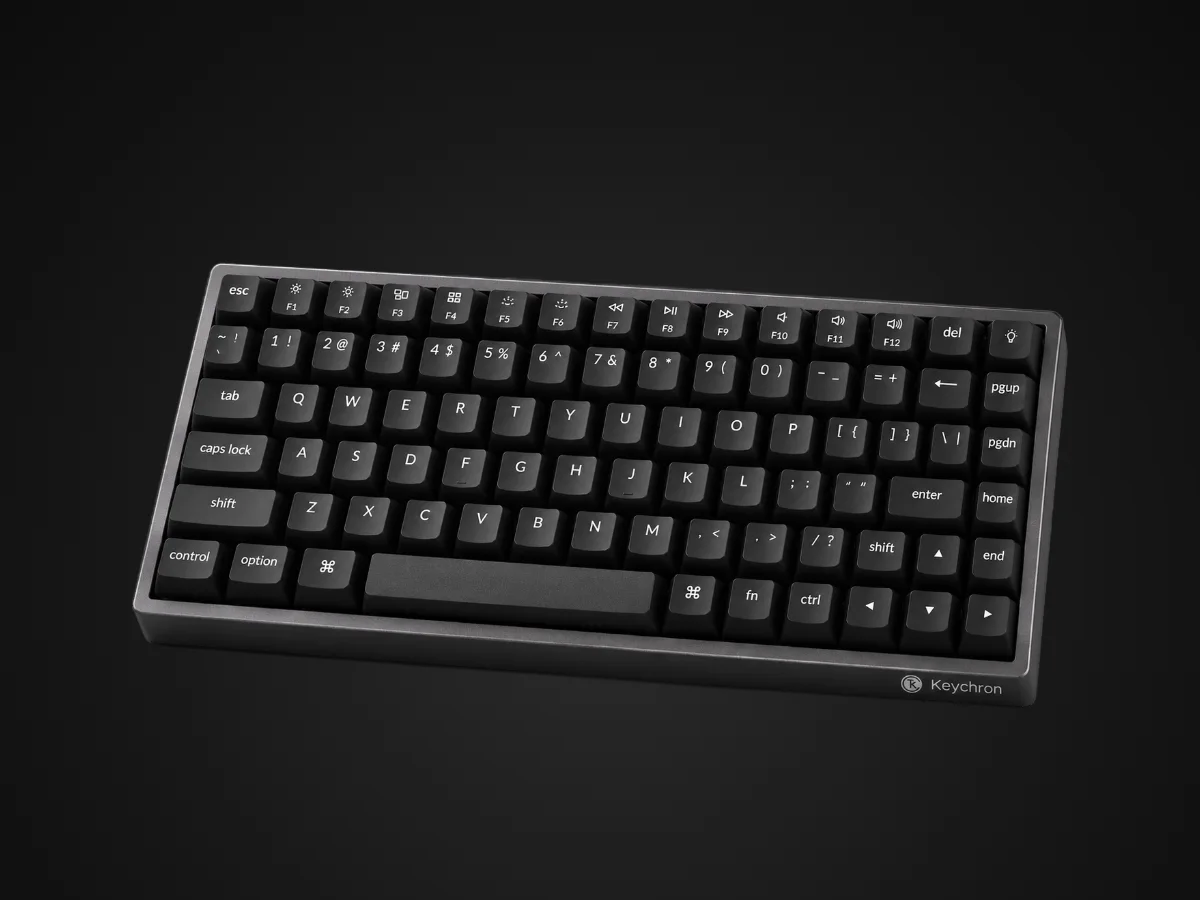 esc F1 F2 F3 F4 F5 F6 F7 F8 F9 F10 F11 F12 del
~ ! ` 1 ! 2 @ 3 # 4 $ 5 % 6 ^ 7 & 8 * 9 ( 0 ) - _ = + ← pgup
tab Q W E R T Y U I O P [ { ] } \ | pgdn
caps lock A S D F G H J K L ; : " " enter home
shift Z X C V B N M , < . > / ? shift ▲ end
control option ⌘ ⌘ fn ctrl ◄ ▼ ►
Keychron